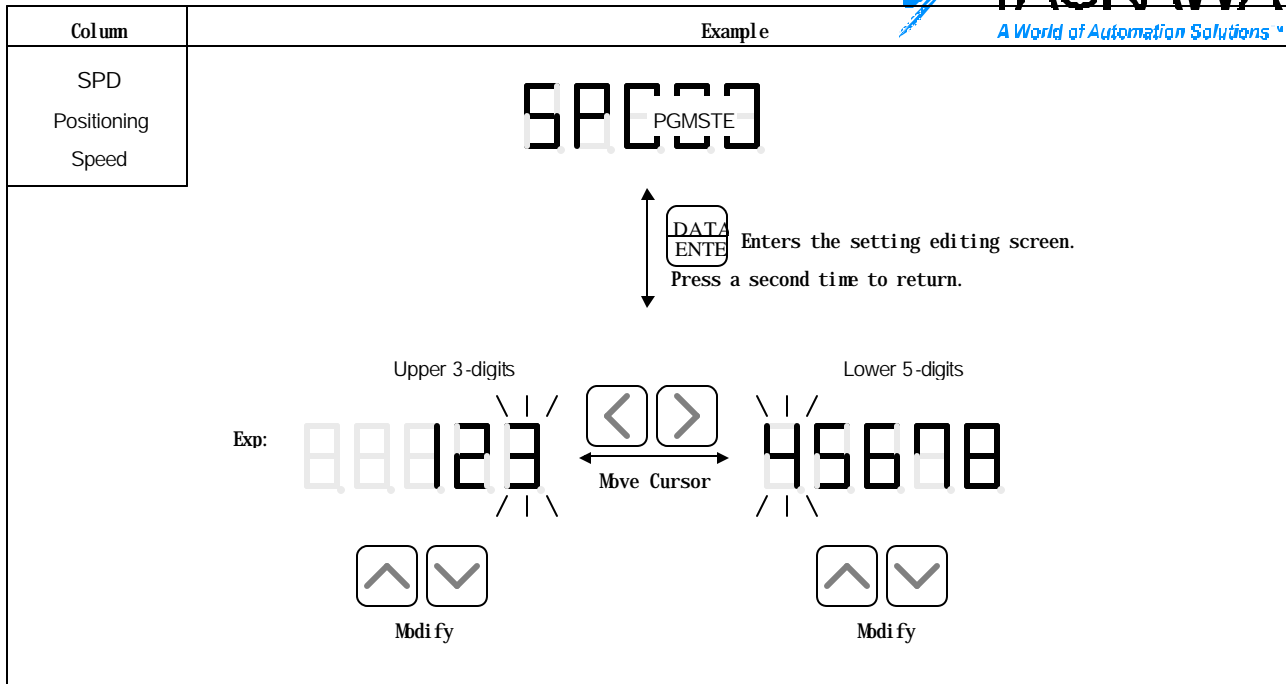 Column
Example
A World of Automation Solutions ™
SPD
Positioning
Speed
PGMSTE
DATA
ENTE
Enters the setting editing screen.
Press a second time to return.
Upper 3-digits
Lower 5-digits
Exp:
123
Move Cursor
45678
Modify
Modify